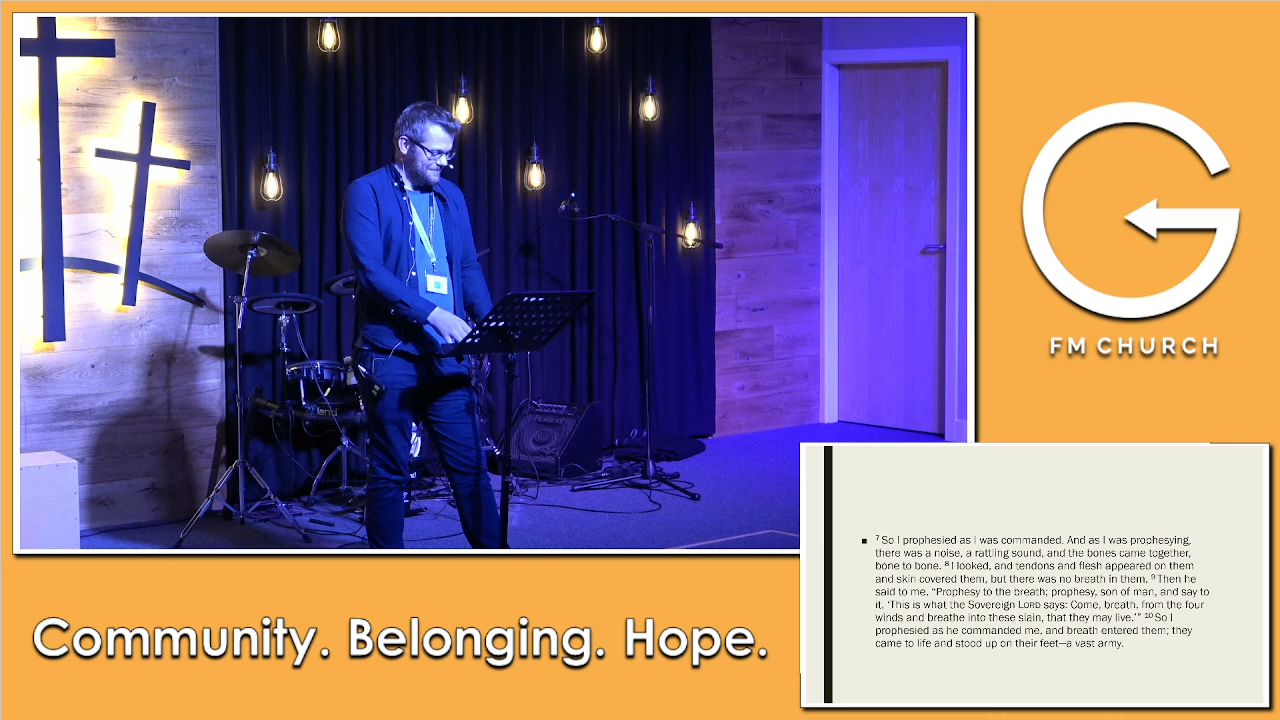 FM CHURCH
⁷ So I prophesied as I was commanded. And as I was prophesying,
there was a noise, a rattling sound, and the bones came together,
bone to bone. ⁸ I looked, and tendons and flesh appeared on them
and skin covered them, but there was no breath in them. ⁹ Then he
said to me, “Prophesy to the breath; prophesy, son of man, and say to
it, ‘This is what the Sovereign LORD says: Come, breath, from the four
winds and breathe into these slain, that they may live.’” ¹⁰ So I
prophesied as he commanded me, and breath entered them; they
came to life and stood up on their feet—a vast army.
Community. Belonging. Hope.
Roland